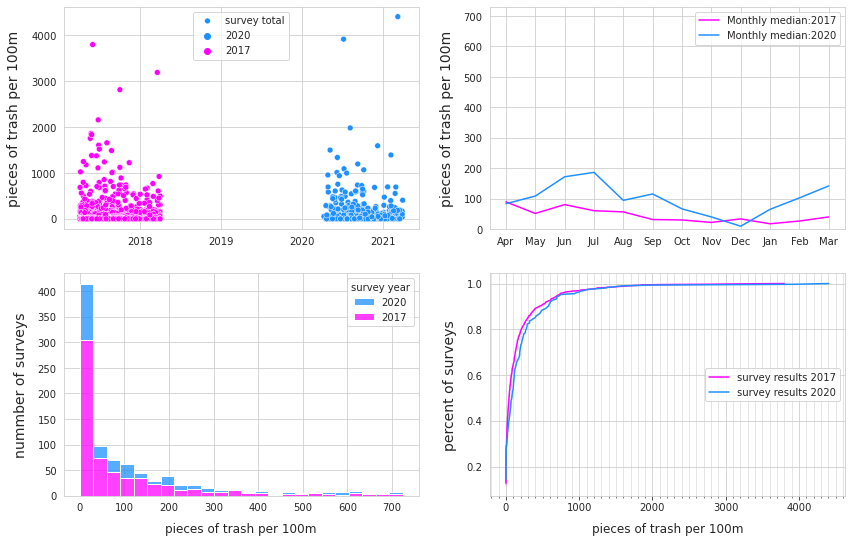 pieces of trash per 100m
4000
3000
2000
1000
0
survey total
2020
2017
2018
2019
2020
2021
pieces of trash per 100m
700
600
500
400
300
200
100
0
Monthly median:2017
Monthly median:2020
Apr May Jun Jul Aug Sep Oct Nov Dec Jan Feb Mar
nummber of surveys
400
350
300
250
200
150
100
50
0
survey year
2020
2017
0 100 200 300 400 500 600 700
pieces of trash per 100m
percent of surveys
1.0
0.8
0.6
0.4
0.2
survey results 2017
survey results 2020
0 1000 2000 3000 4000
pieces of trash per 100m